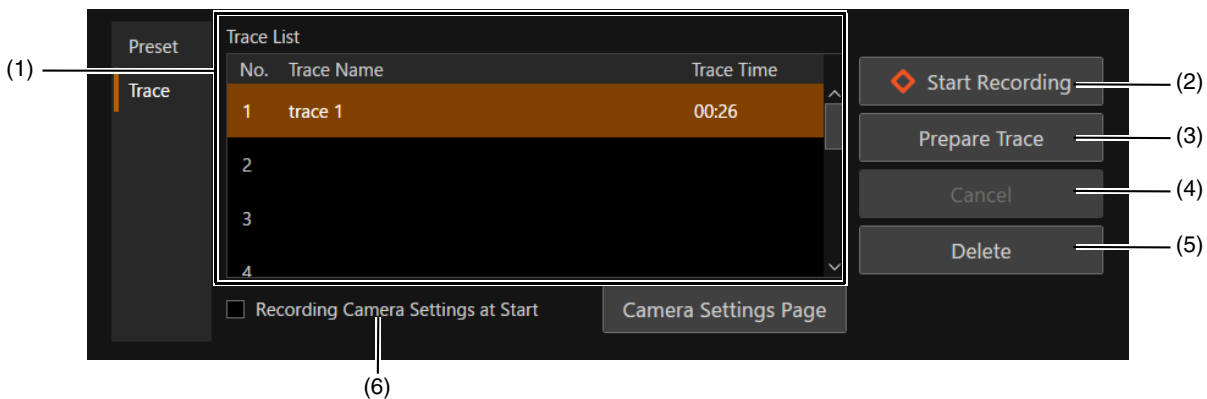 Preset
Trace
Trace List
No. Trace Name Trace Time
1 trace 1 00:26
2
3
4
Recording Camera Settings at Start
Camera Settings Page
Start Recording
Prepare Trace
Cancel
Delete
(1)
(2)
(3)
(4)
(5)
(6)